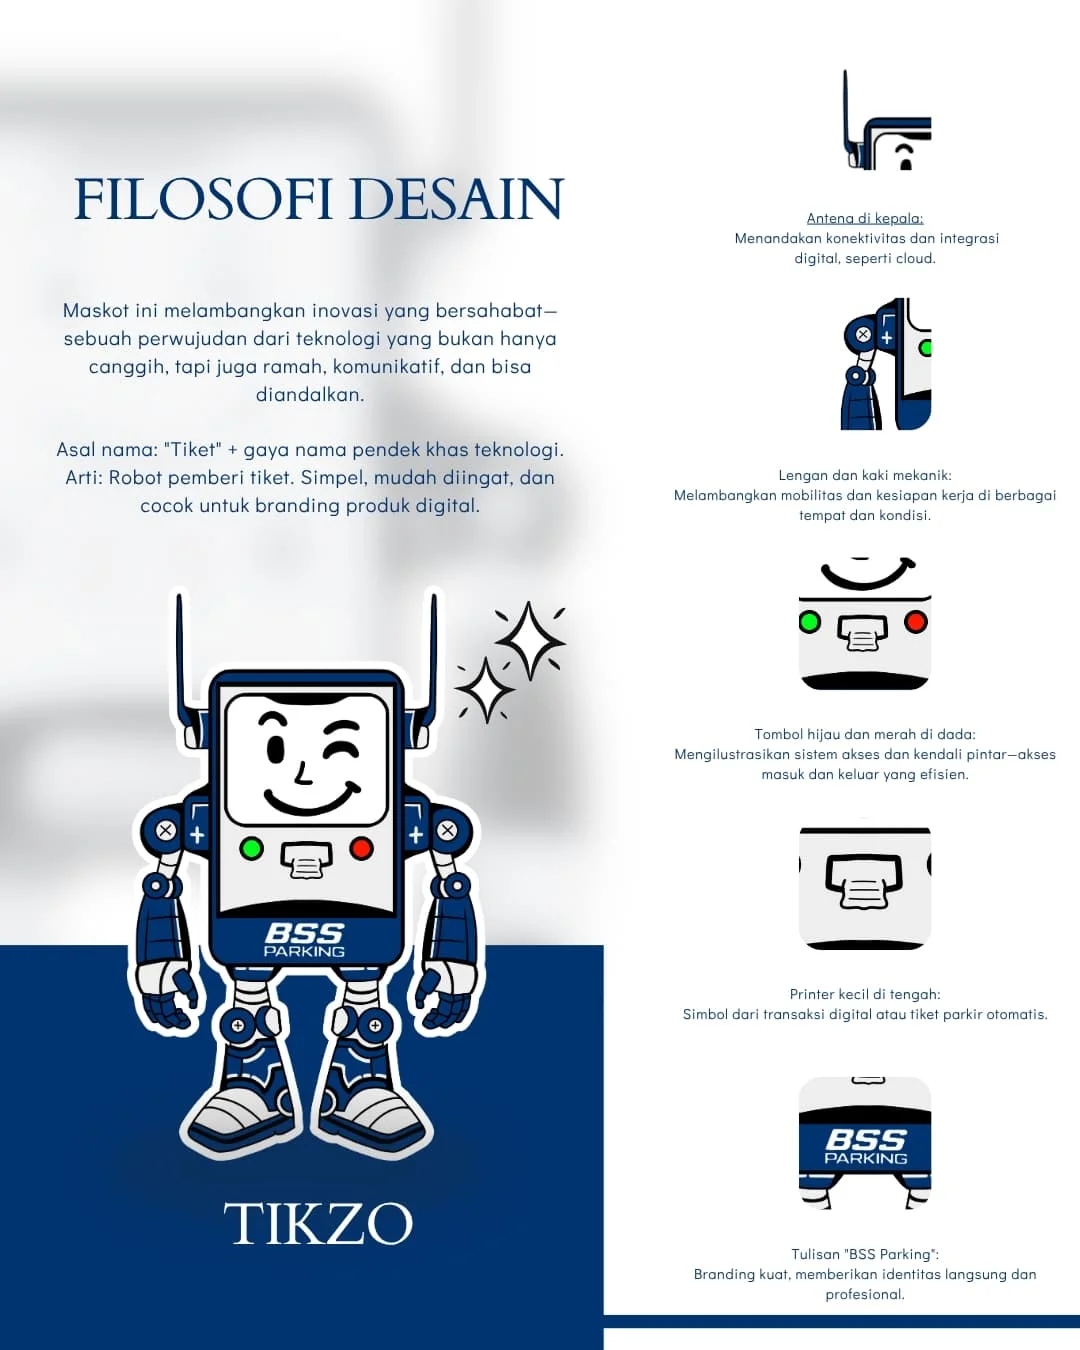 FILOSOFI DESAIN
Maskot ini melambangkan inovasi yang bersahabat—
sebuah perwujudan dari teknologi yang bukan hanya
canggih, tapi juga ramah, komunikatif, dan bisa
diandalkan.
Asal nama: "Tiket" + gaya nama pendek khas teknologi.
Arti: Robot pemberi tiket. Simpel, mudah diingat, dan
cocok untuk branding produk digital.
BSS
PARKING
TIKZO
Antena di kepala:
Menandakan konektivitas dan integrasi
digital, seperti cloud.
Lengan dan kaki mekanik:
Melambangkan mobilitas dan kesiapan kerja di berbagai
tempat dan kondisi.
Tombol hijau dan merah di dada:
Mengilustrasikan sistem akses dan kendali pintar—akses
masuk dan keluar yang efisien.
Printer kecil di tengah:
Simbol dari transaksi digital atau tiket parkir otomatis.
BSS
PARKING
Tulisan "BSS Parking":
Branding kuat, memberikan identitas langsung dan
profesional.